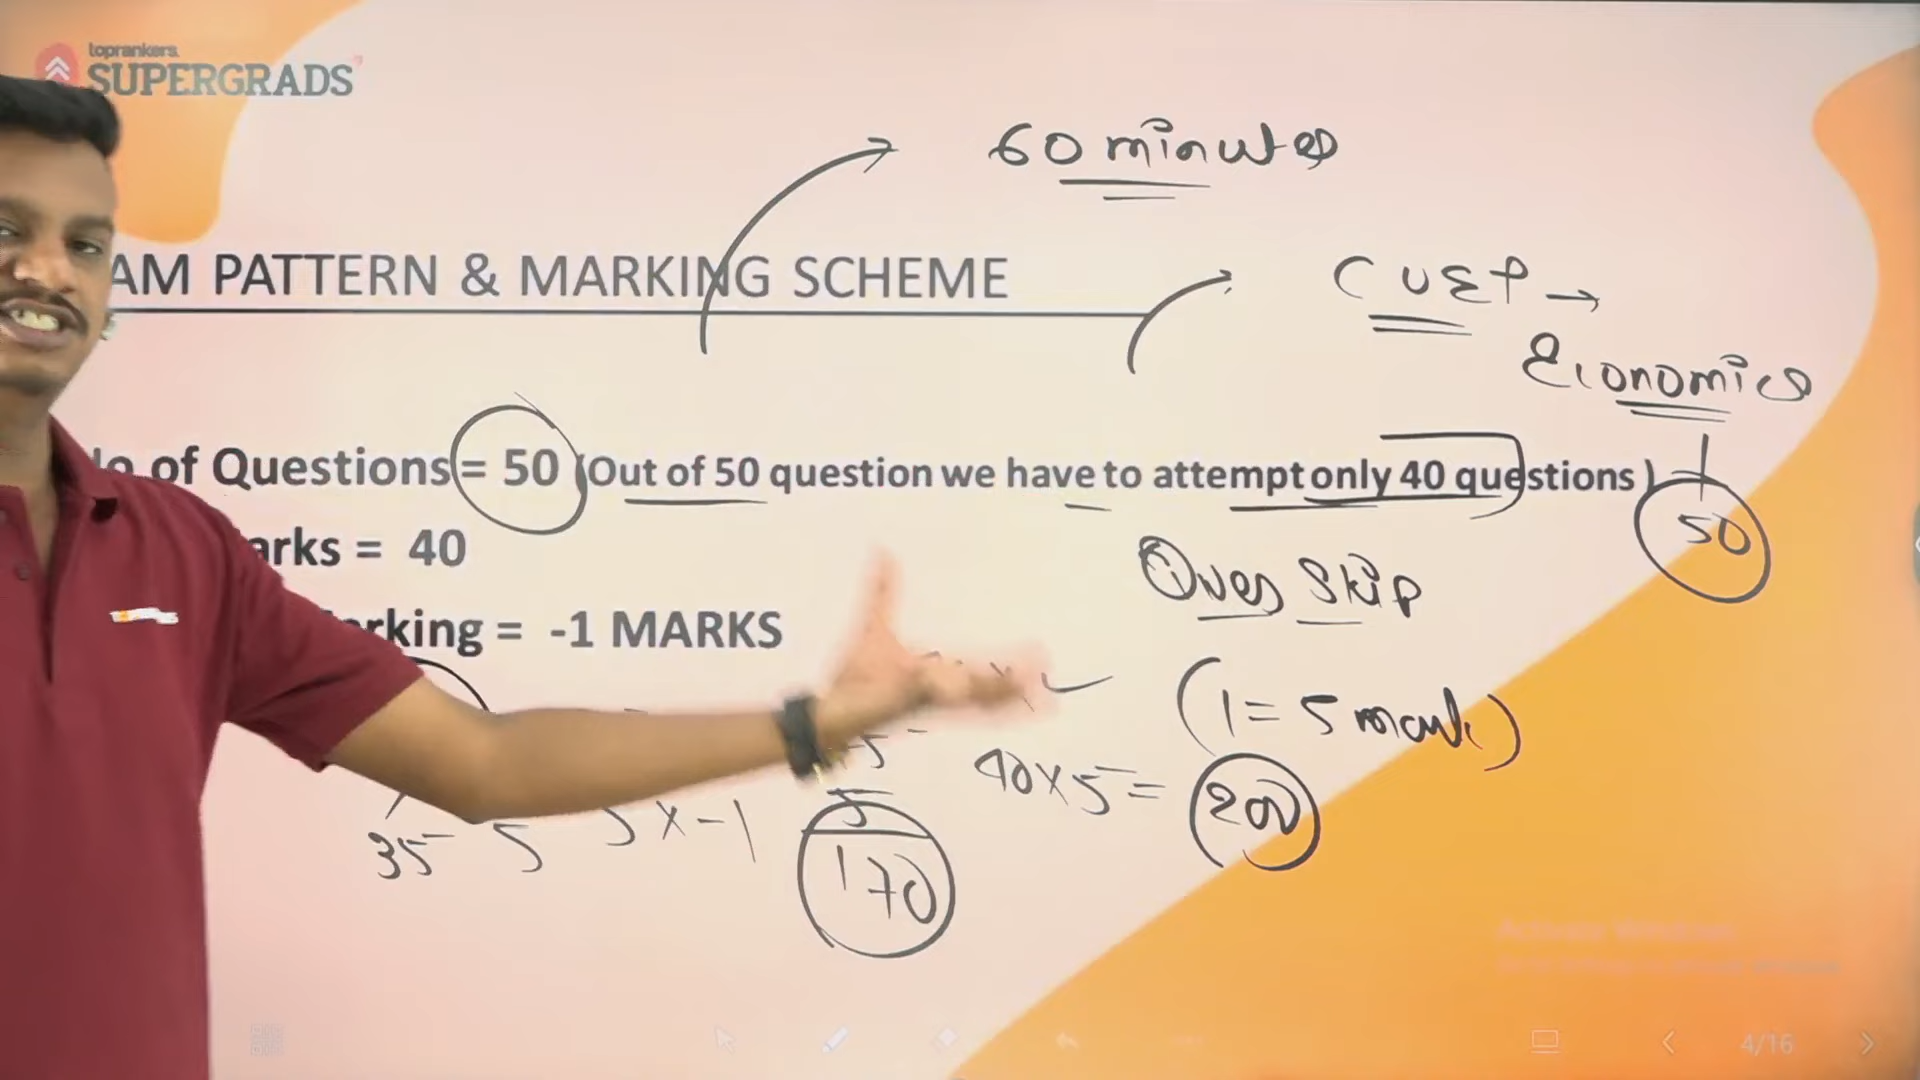 toprankers
SUPERGRADS
60 minutes
AM PATTERN & MARKING SCHEME
CUET →
Economics
of Questions = 50 (Out of 50 question we have to attempt only 40 questions)
50
arks = 40
Over Skip
rking = -1 MARKS
(1 = 5 mark)
40 x 5 = 200
5
35 5 5 x -1
170
4/16